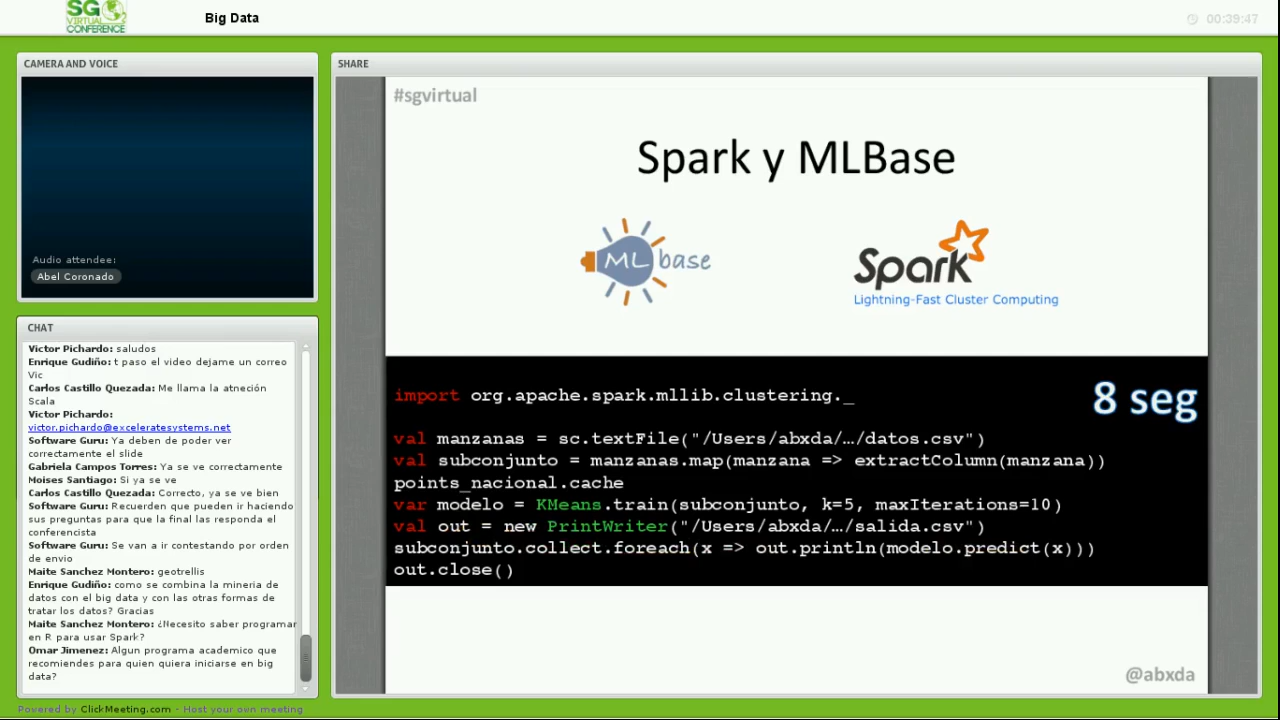 SG
VIRTUAL
CONFERENCE
Big Data
00:39:47
CAMERA AND VOICE
Audio attendee:
Abel Coronado
CHAT
Victor Pichardo: saludos
Enrique Gudiño: t paso el video dejame un correo
Vic
Carlos Castillo Quezada: Me llama la atneción
Scala
Victor Pichardo:
victor.pichardo@exceleratesystems.net
Software Guru: Ya deben de poder ver
correctamente el slide
Gabriela Campos Torres: Ya se ve correctamente
Moises Santiago: Si ya se ve
Carlos Castillo Quezada: Correcto, ya se ve bien
Software Guru: Recuerden que pueden ir haciendo
sus preguntas para que la final las responda el
conferencista
Software Guru: Se van a ir contestando por orden
de envio
Maite Sanchez Montero: geotrellis
Enrique Gudiño: como se combina la mineria de
datos con el big data y con las otras formas de
tratar los datos? Gracias
Maite Sanchez Montero: ¿Necesito saber programar
en R para usar Spark?
Omar Jimenez: Algun programa academico que
recomiendes para quien quiera iniciarse en big
data?
Powered by ClickMeeting.com - Host your own meeting
SHARE
#sgvirtual
Spark y MLBase
ML base
Spark
Lightning-Fast Cluster Computing
8 seg
import org.apache.spark.mllib.clustering._
val manzanas = sc.textFile("/Users/abxda/…/datos.csv")
val subconjunto = manzanas.map(manzana => extractColumn(manzana))
points_nacional.cache
var modelo = KMeans.train(subconjunto, k=5, maxIterations=10)
val out = new PrintWriter("/Users/abxda/…/salida.csv")
subconjunto.collect.foreach(x => out.println(modelo.predict(x)))
out.close()
@abxda